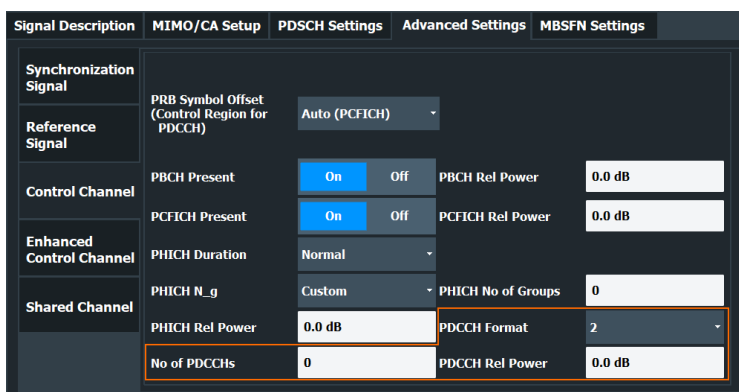 Signal Description MIMO/CA Setup PDSCH Settings Advanced Settings MBSFN Settings
Synchronization
Signal
Reference
Signal
Control Channel
Enhanced
Control Channel
Shared Channel
PRB Symbol Offset
(Control Region for
PDCCH)
Auto (PCFICH)
PBCH Present On Off PBCH Rel Power 0.0 dB
PCFICH Present On Off PCFICH Rel Power 0.0 dB
PHICH Duration Normal
PHICH N_g Custom PHICH No of Groups 0
PHICH Rel Power 0.0 dB PDCCH Format 2
No of PDCCHs 0 PDCCH Rel Power 0.0 dB